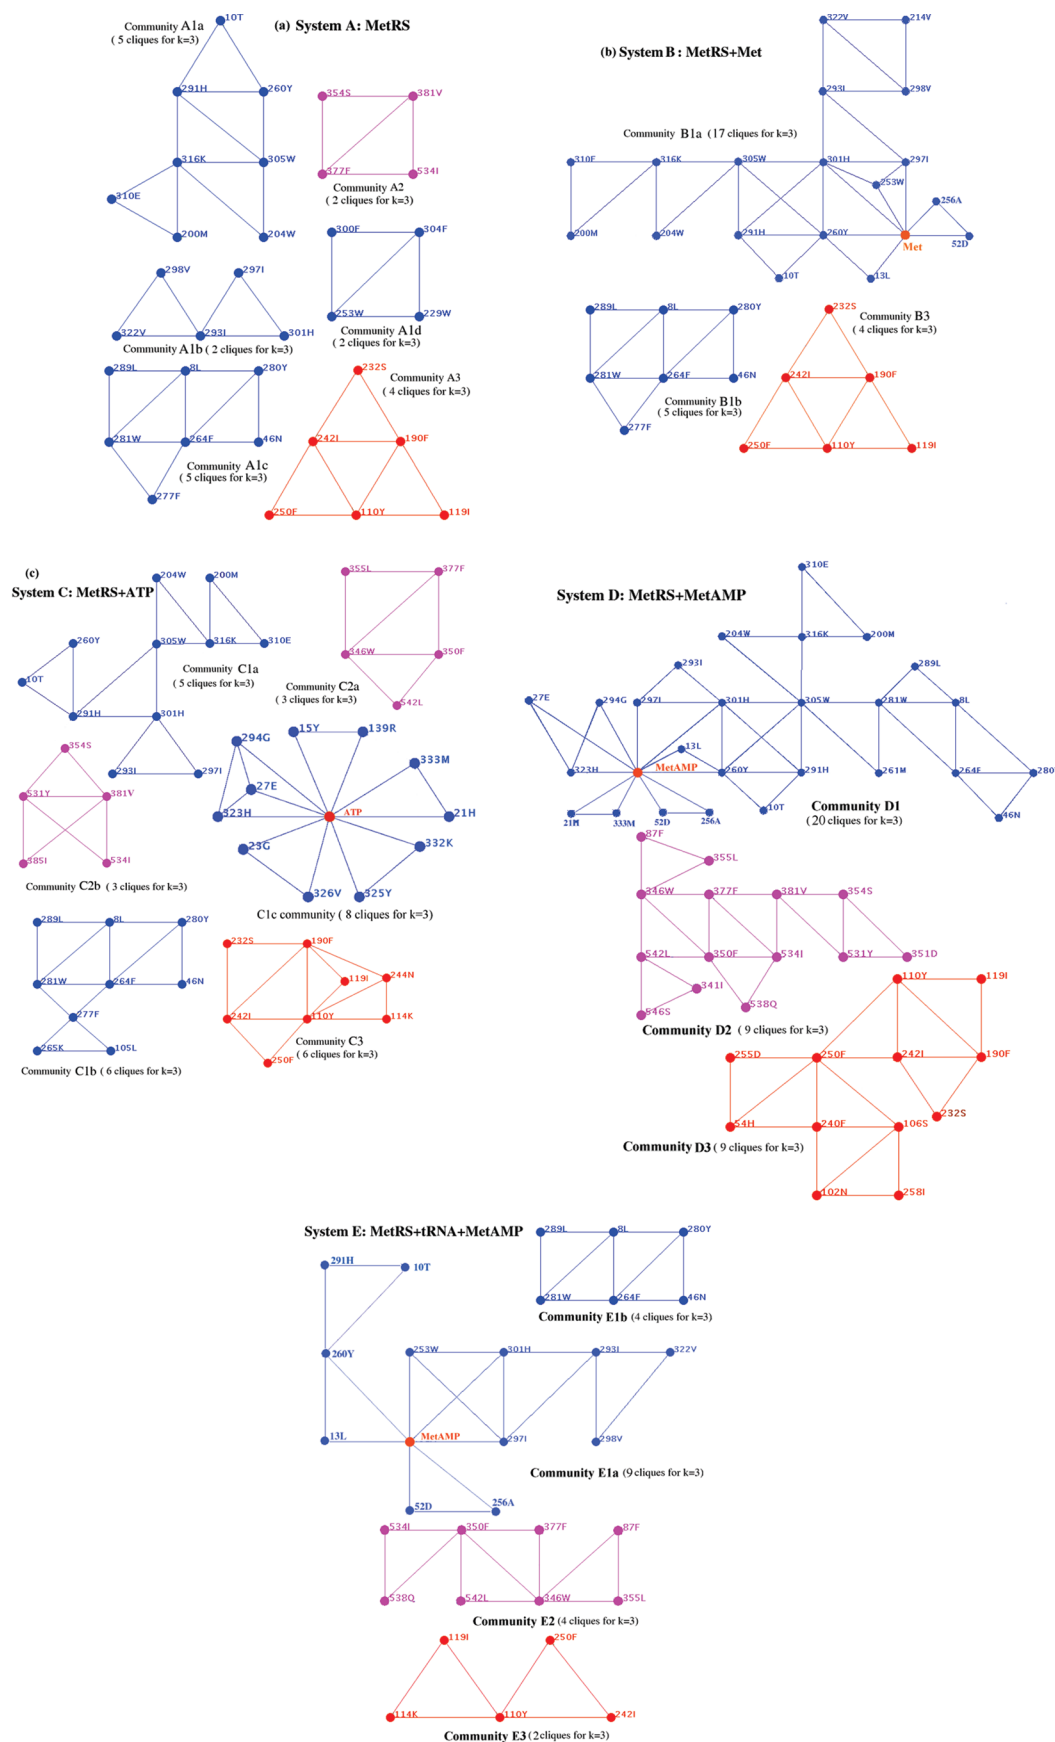 (a) System A: MetRS
Community A1a
( 5 cliques for k=3)
10T
291H
260Y
316K
305W
310E
200M
204W
354S
381V
377F
534I
Community A2
( 2 cliques for k=3)
300F
304F
253W
229W
Community A1d
( 2 cliques for k=3)
298V
297I
322V
293I
301H
Community A1b ( 2 cliques for k=3)
289L
8L
280Y
281W
264F
46N
277F
Community A1c
( 5 cliques for k=3)
232S
Community A3
( 4 cliques for k=3)
242I
190F
250F
110Y
119I
(b) System B : MetRS+Met
322V
214V
293I
298V
Community B1a (17 cliques for k=3)
310E
316K
305W
301H
297I
253W
256A
200M
204W
291H
260Y
Met
52D
10T
13L
289L
8L
280Y
281W
264F
46N
277F
Community B1b
( 5 cliques for k=3)
232S
Community B3
( 4 cliques for k=3)
242I
190F
250F
110Y
119I
(c)
System C: MetRS+ATP
204W
200M
260Y
305W
316K
310E
10T
Community C1a
( 5 cliques for k=3)
291H
301H
293I
297I
355L
377F
346W
350F
Community C2a
( 3 cliques for k=3)
542L
354S
531Y
381V
385I
534I
Community C2b ( 3 cliques for k=3)
294G
15Y
139R
333M
27E
323H
ATP
21H
23G
332K
326V
325Y
C1c community ( 8 cliques for k=3)
289L
8L
280Y
281W
264F
46N
277F
265K
105L
Community C1b ( 6 cliques for k=3)
232S
190F
119I
244N
242I
110Y
114K
250F
Community C3
( 6 cliques for k=3)
System D: MetRS+MetAMP
310E
204W
316K
200M
293I
289L
27E
294G
297I
301H
305W
281W
8L
13L
323H
MetAMP
260Y
291H
261M
264F
280
21H
333M
52D
256A
10T
46N
Community D1
(20 cliques for k=3)
87F
355L
346W
377F
381V
354S
542L
350F
534I
531Y
351D
341I
546S
538Q
Community D2 ( 9 cliques for k=3)
110Y
119I
255D
250F
242I
190F
54H
240F
106S
232S
Community D3 ( 9 cliques for k=3)
102N
258I
System E: MetRS+tRNA+MetAMP
291H
10T
289L
8L
280Y
281W
264F
46N
Community E1b (4 cliques for k=3)
260Y
253W
301H
293I
322V
13L
MetAMP
297I
298V
Community E1a (9 cliques for k=3)
52D
256A
534I
350F
377F
87F
538Q
542L
346W
355L
Community E2 (4 cliques for k=3)
119I
250F
114K
110Y
242I
Community E3 (2cliques for k=3)